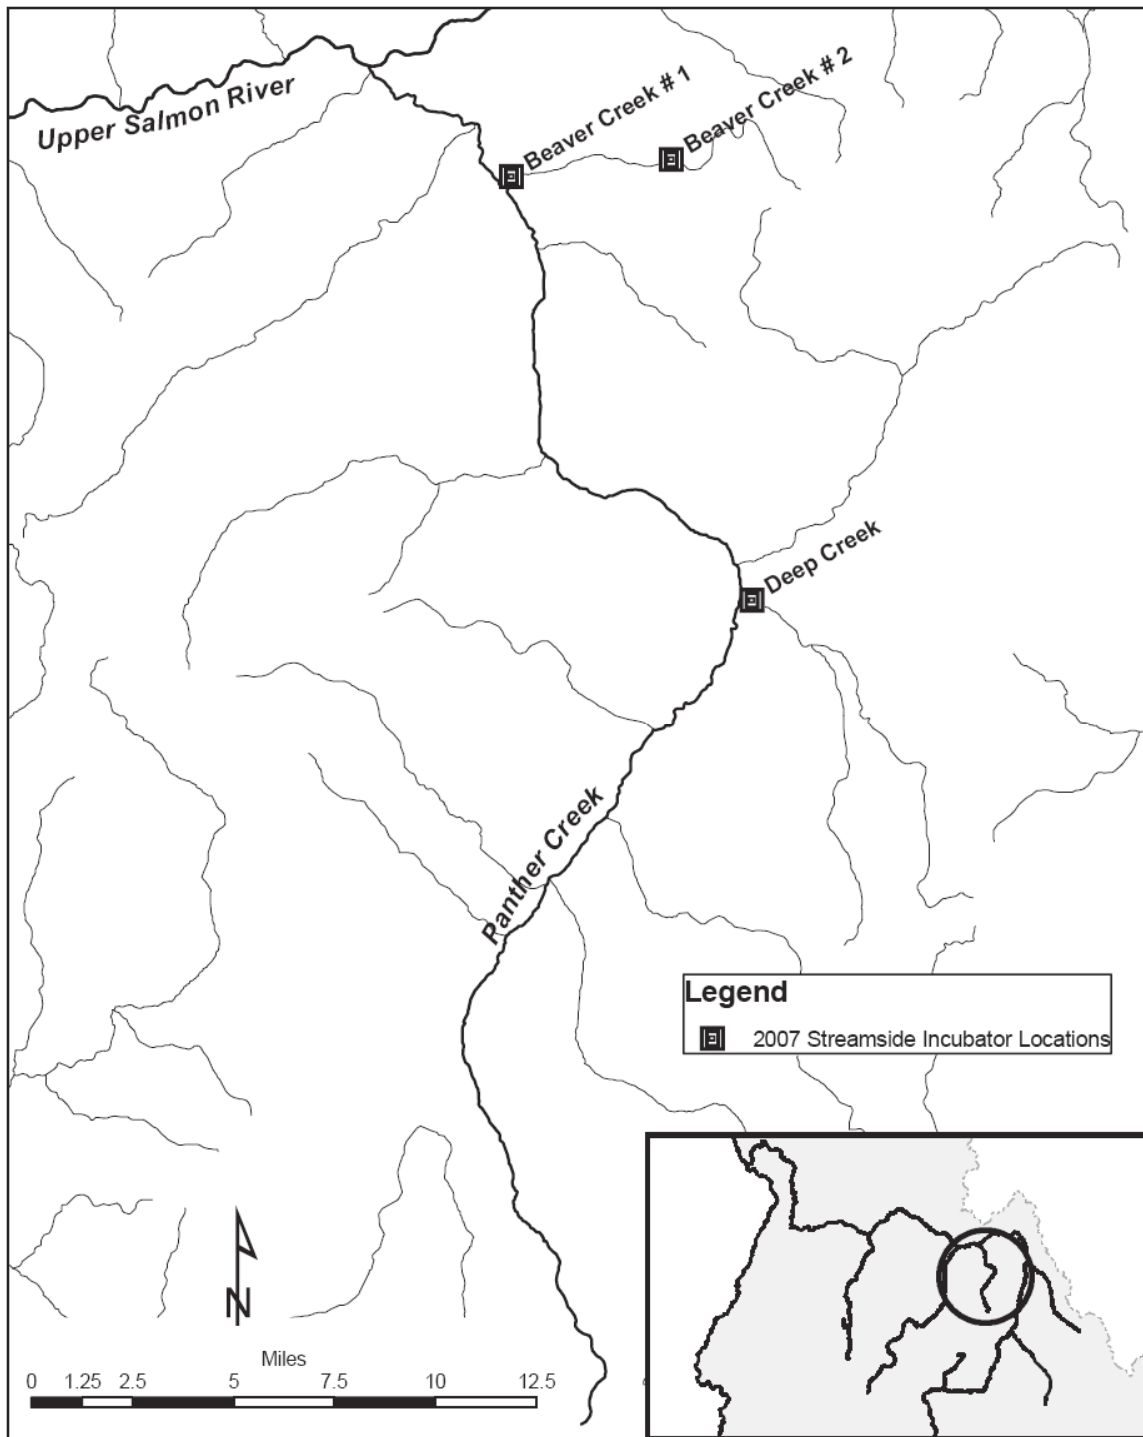 Upper Salmon River
Beaver Creek # 1
Beaver Creek # 2
Deep Creek
Panther Creek
Legend
2007 Streamside Incubator Locations
N
Miles
0 1.25 2.5 5 7.5 10 12.5